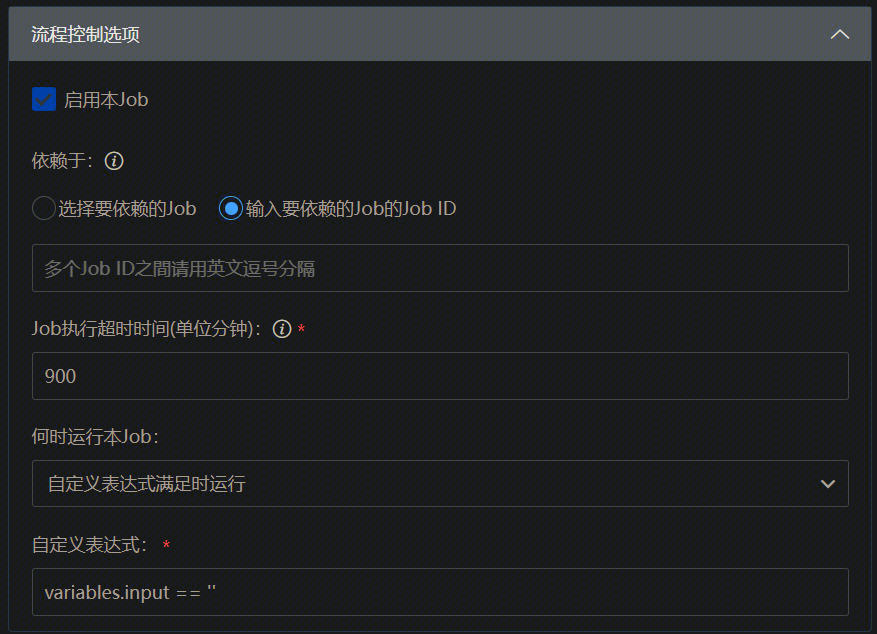 流程控制选项
启用本Job
依赖于：
选择要依赖的Job 输入要依赖的Job的Job ID
多个Job ID之間请用英文逗号分隔
Job执行超时时间(单位分钟)： *
900
何时运行本Job：
自定义表达式满足时运行
自定义表达式： *
variables.input == ''